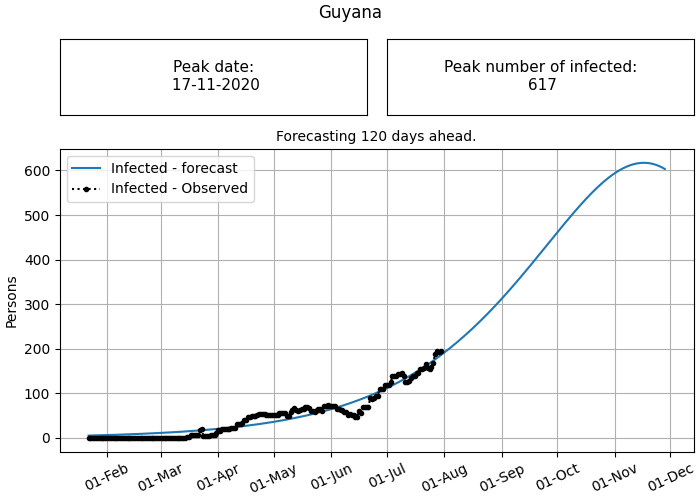 Guyana
Peak date:
17-11-2020
Peak number of infected:
617
Forecasting 120 days ahead.
Infected - forecast
Infected - Observed
Persons
600
500
400
300
200
100
0
01-Feb
01-Mar
01-Apr
01-May
01-Jun
01-Jul
01-Aug
01-Sep
01-Oct
01-Nov
01-Dec